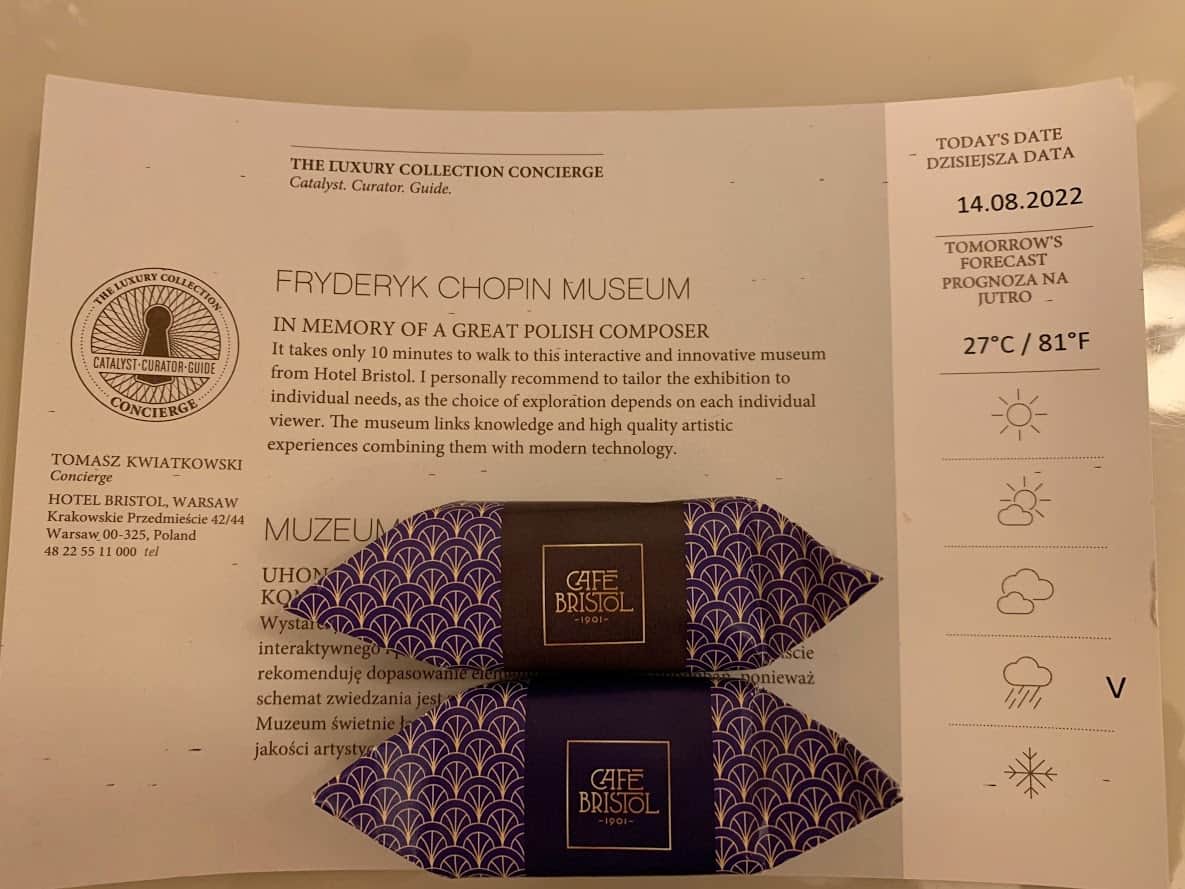 THE LUXURY COLLECTION CONCIERGE
Catalyst. Curator. Guide.
THE LUXURY COLLECTION
CATALYST·CURATOR·GUIDE
CONCIERGE
TOMASZ KWIATKOWSKI
Concierge
HOTEL BRISTOL, WARSAW
Krakowskie Przedmieście 42/44
Warsaw 00-325, Poland
48 22 55 11 000 tel
FRYDERYK CHOPIN MUSEUM
IN MEMORY OF A GREAT POLISH COMPOSER
It takes only 10 minutes to walk to this interactive and innovative museum
from Hotel Bristol. I personally recommend to tailor the exhibition to
individual needs, as the choice of exploration depends on each individual
viewer. The museum links knowledge and high quality artistic
experiences combining them with modern technology.
MUZEUM
interaktywnego
rekomenduję dopasowanie ponieważ
schemat zwiedzania jest
Muzeum świetnie
jakości
CAFÉ
BRISTOL
-1901-
CAFÉ
BRISTOL
-1901-
TODAY'S DATE
DZISIEJSZA DATA
14.08.2022
TOMORROW'S
FORECAST
PROGNOZA NA
JUTRO
27°C / 81°F
V